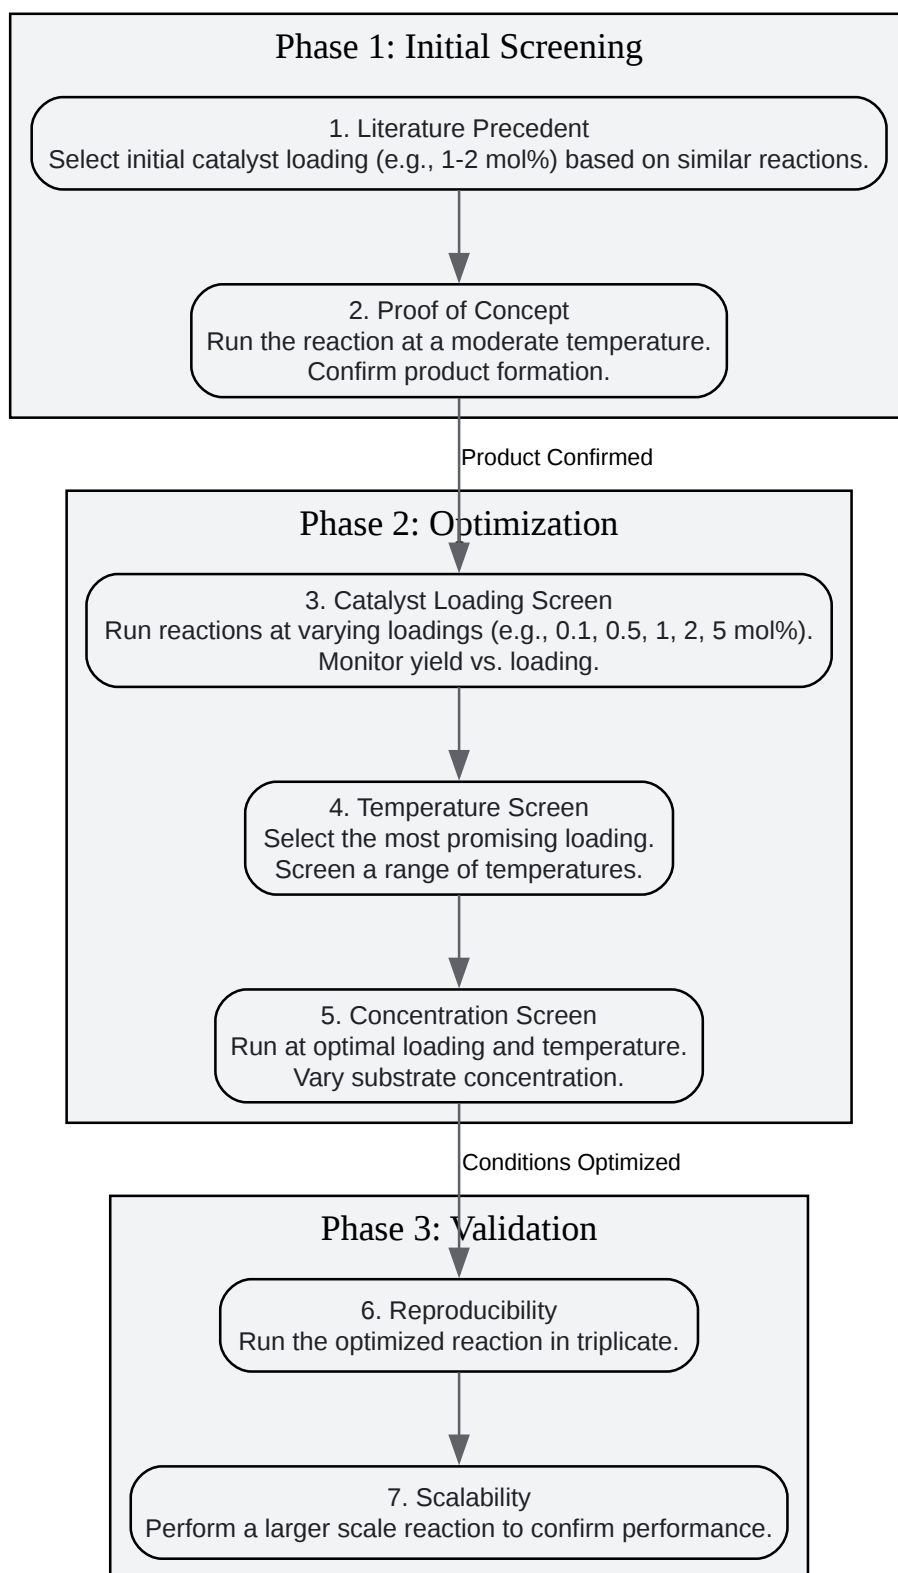 Phase 1: Initial Screening
1. Literature Precedent
Select initial catalyst loading (e.g., 1-2 mol%) based on similar reactions.
2. Proof of Concept
Run the reaction at a moderate temperature.
Confirm product formation.
Product Confirmed
Phase 2: Optimization
3. Catalyst Loading Screen
Run reactions at varying loadings (e.g., 0.1, 0.5, 1, 2, 5 mol%).
Monitor yield vs. loading.
4. Temperature Screen
Select the most promising loading.
Screen a range of temperatures.
5. Concentration Screen
Run at optimal loading and temperature.
Vary substrate concentration.
Conditions Optimized
Phase 3: Validation
6. Reproducibility
Run the optimized reaction in triplicate.
7. Scalability
Perform a larger scale reaction to confirm performance.